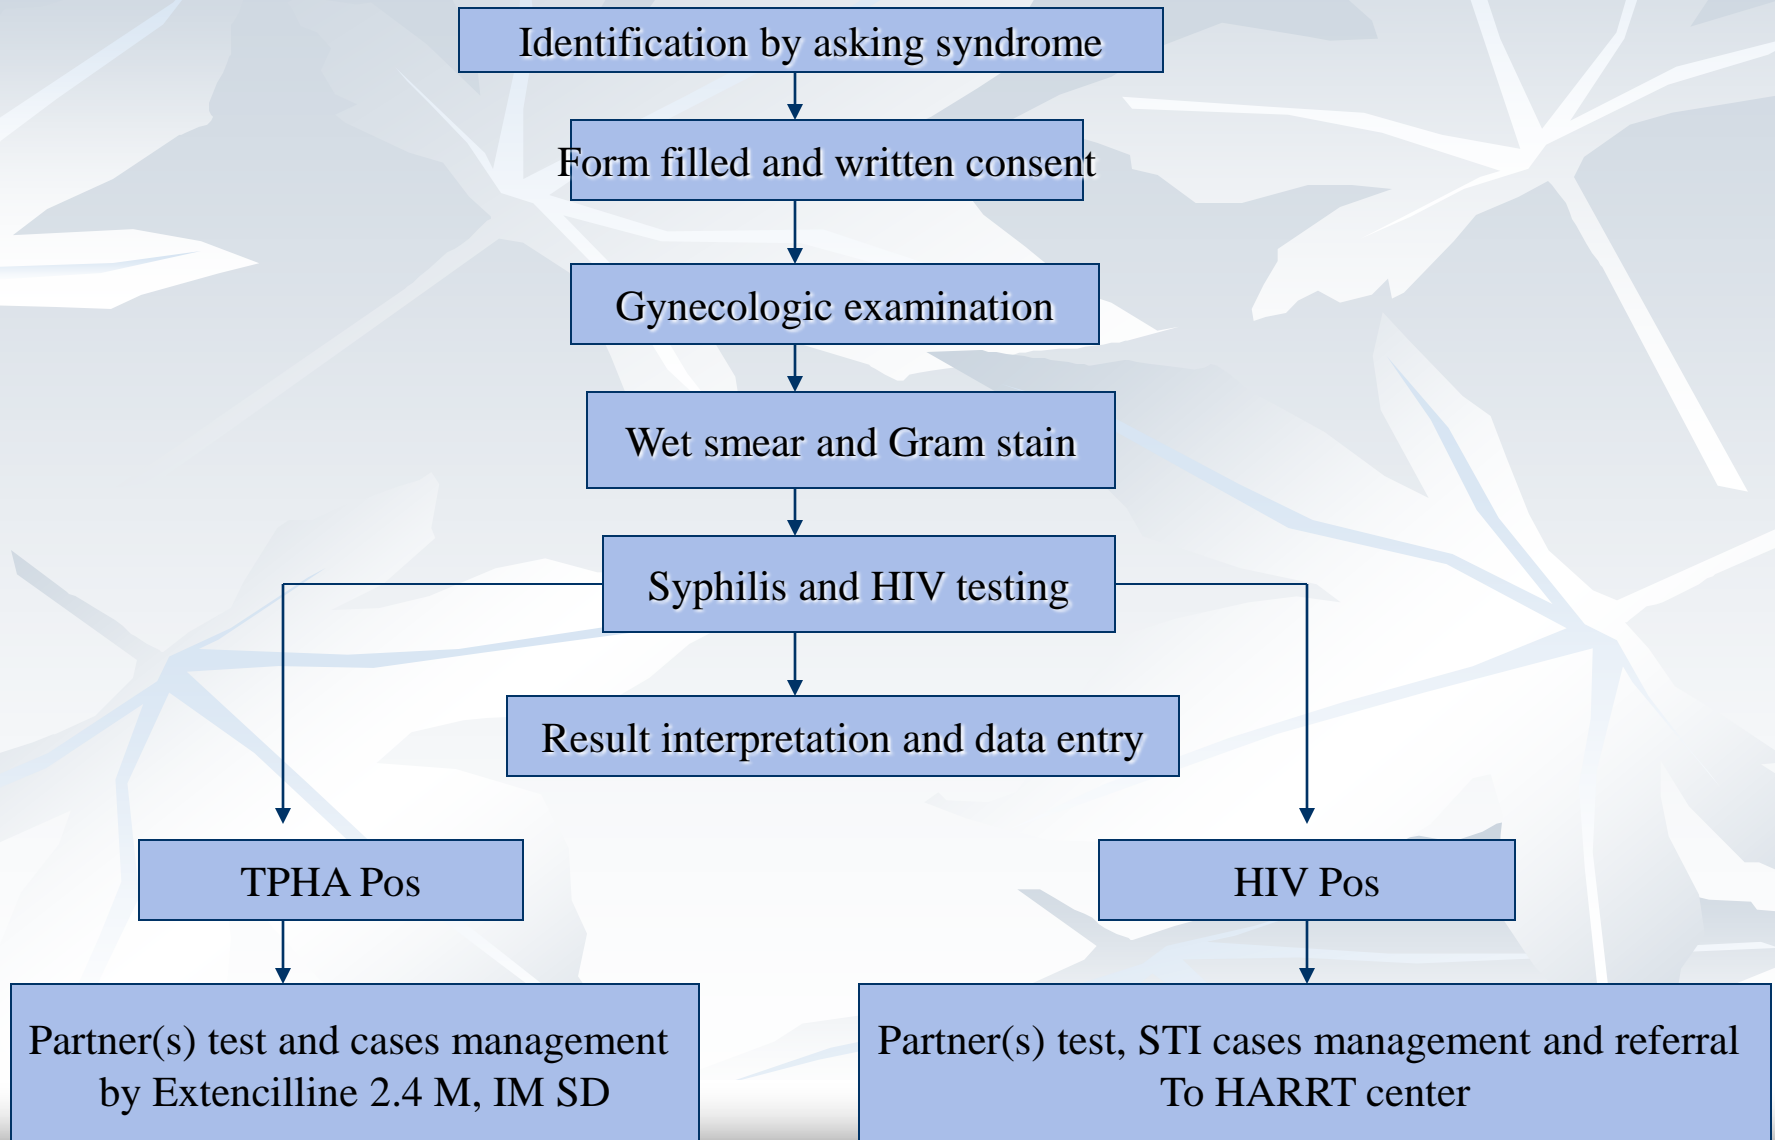 Identification by asking syndrome
Form filled and written consent
Gynecologic examination
Wet smear and Gram stain
Syphilis and HIV testing
Result interpretation and data entry
TPHA Pos
HIV Pos
Partner(s) test and cases management
by Extencilline 2.4 M, IM SD
Partner(s) test, STI cases management and referral
To HARRT center